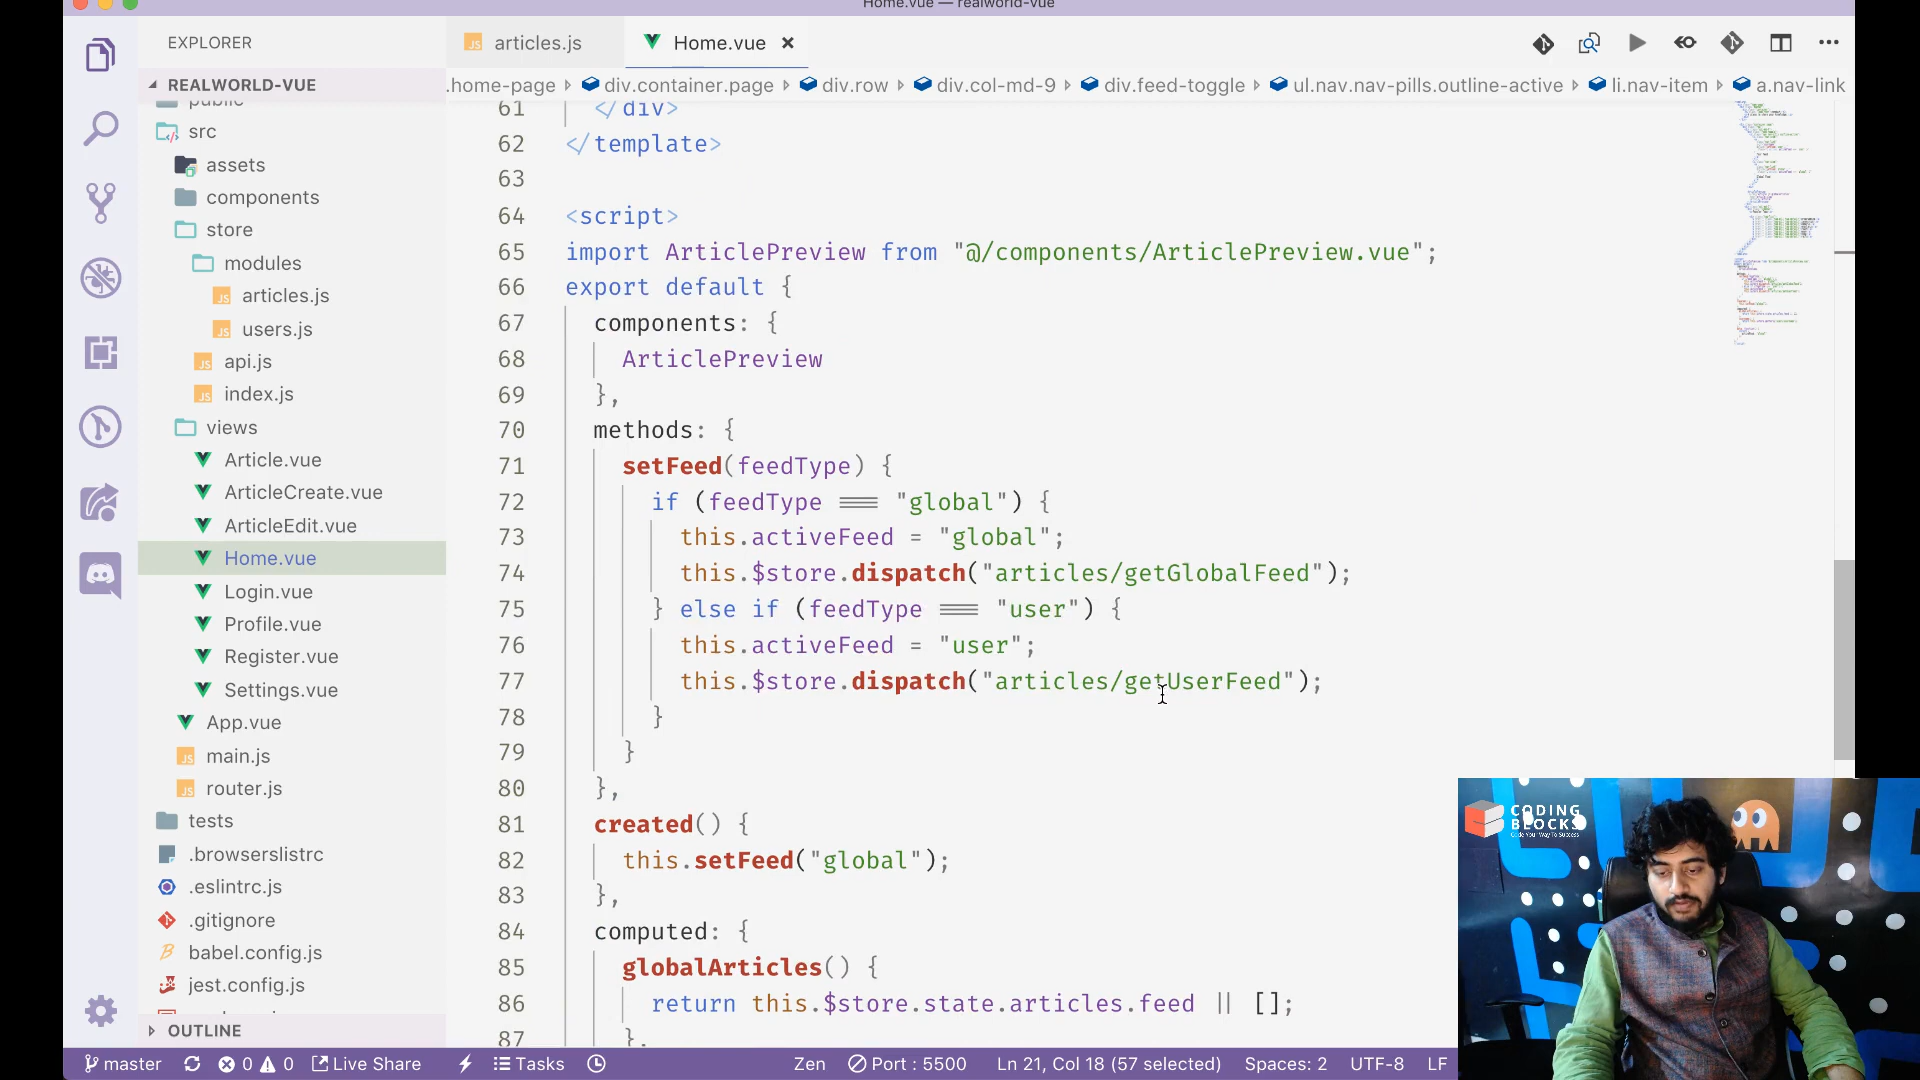 Home.vue — realworld-vue
EXPLORER
articles.js
Home.vue
REALWORLD-VUE
.home-page
div.container.page
div.row
div.col-md-9
div.feed-toggle
ul.nav.nav-pills.outline-active
li.nav-item
a.nav-link
public
src
assets
components
store
modules
articles.js
users.js
api.js
index.js
views
Article.vue
ArticleCreate.vue
ArticleEdit.vue
Home.vue
Login.vue
Profile.vue
Register.vue
Settings.vue
App.vue
main.js
router.js
tests
.browserslistrc
.eslintrc.js
.gitignore
babel.config.js
jest.config.js
OUTLINE
61 </div>
62 </template>
63
64 <script>
65 import ArticlePreview from "@/components/ArticlePreview.vue";
66 export default {
67 components: {
68 ArticlePreview
69 },
70 methods: {
71 setFeed(feedType) {
72 if (feedType === "global") {
73 this.activeFeed = "global";
74 this.$store.dispatch("articles/getGlobalFeed");
75 } else if (feedType === "user") {
76 this.activeFeed = "user";
77 this.$store.dispatch("articles/getUserFeed");
78 }
79 }
80 },
81 created() {
82 this.setFeed("global");
83 },
84 computed: {
85 globalArticles() {
86 return this.$store.state.articles.feed || [];
87 },
CODING
BLOCKS
Code Your Way To Success
master
0
0
Live Share
Tasks
Zen
Port : 5500
Ln 21, Col 18 (57 selected)
Spaces: 2
UTF-8
LF